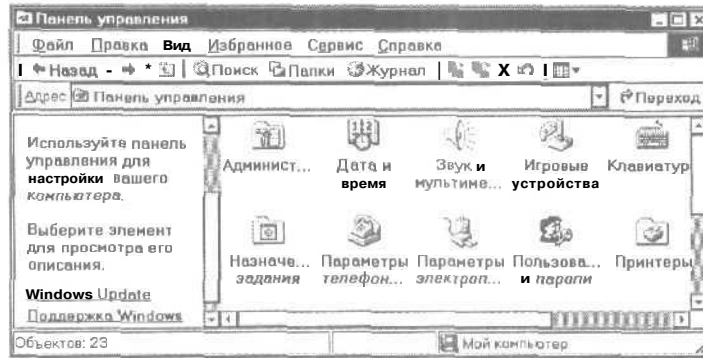 Панель управления
Файл Правка Вид Избранное Сервис Справка
Назад Поиск Папки Журнал
Адрес Панель управления Переход
Используйте панель управления для настройки вашего компьютера.
Выберите элемент для просмотра его описания.
Windows Update
Поддержка Windows
Админист... Дата и время Звук и мультиме... Игровые устройства Клавиатур
Назначе... задания Параметры телефон... Параметры электроп... Пользова... и пароли Принтеры
Объектов: 23 Мой компьютер